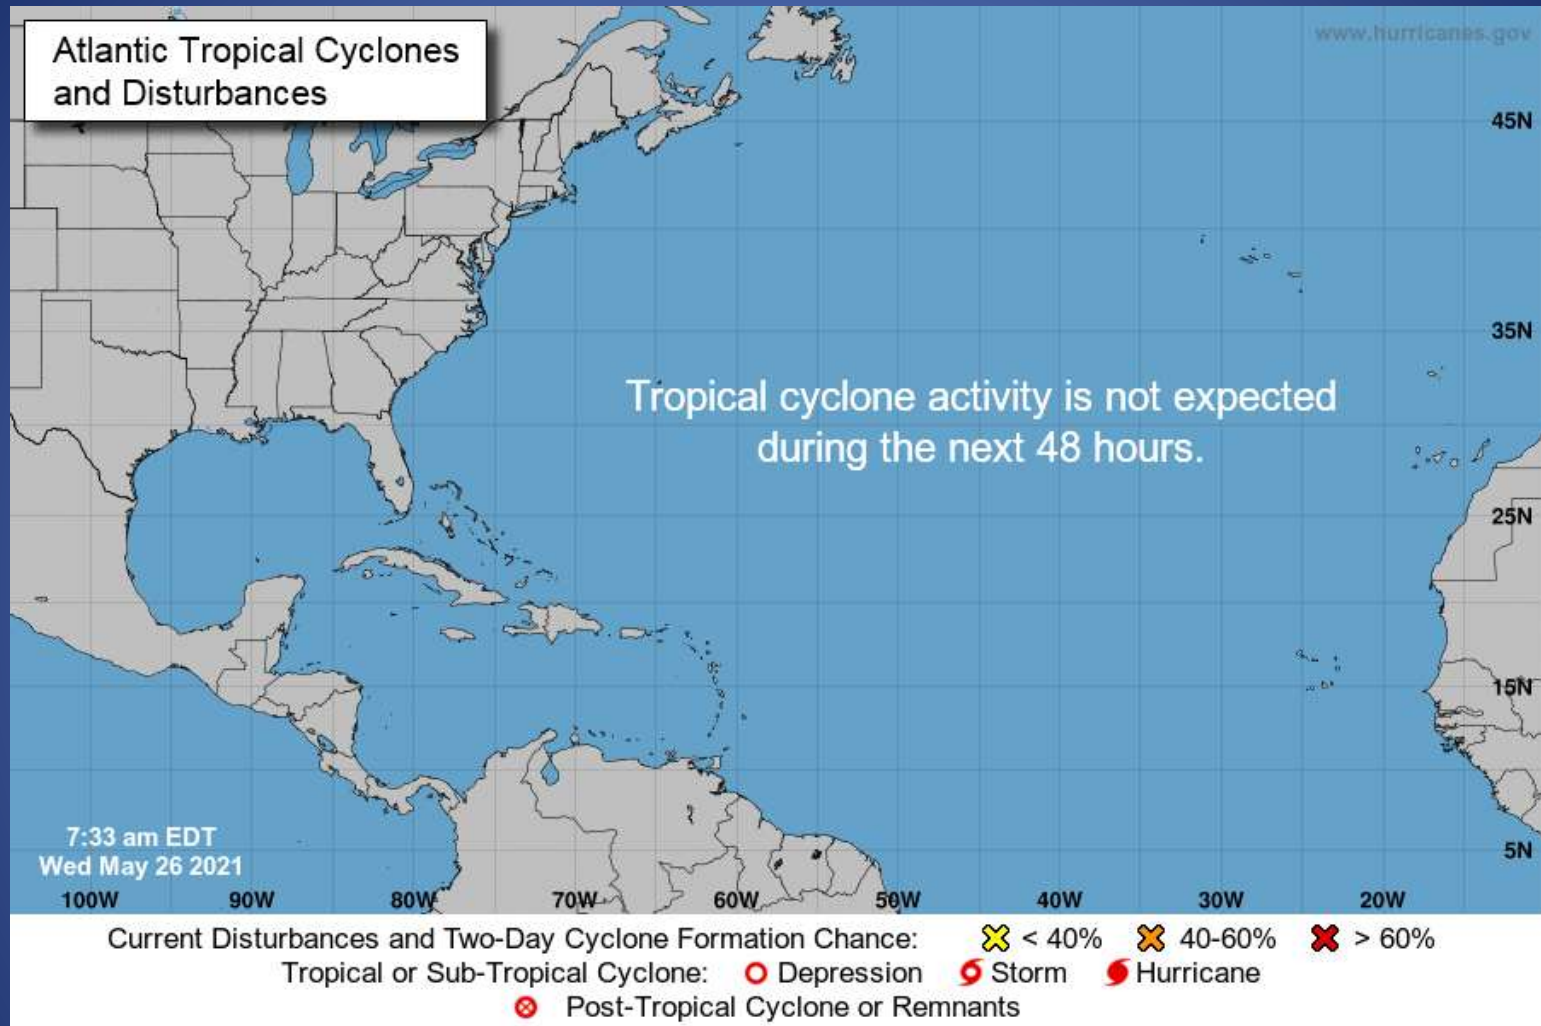 Atlantic Tropical Cyclones
and Disturbances
www.hurricanes.gov
45N
35N
Tropical cyclone activity is not expected
during the next 48 hours.
25N
15N
5N
7:33 am EDT
Wed May 26 2021
100W 90W 80W 70W 60W 50W 40W 30W 20W
Current Disturbances and Two-Day Cyclone Formation Chance: < 40% 40-60% > 60%
Tropical or Sub-Tropical Cyclone: Depression Storm Hurricane
Post-Tropical Cyclone or Remnants